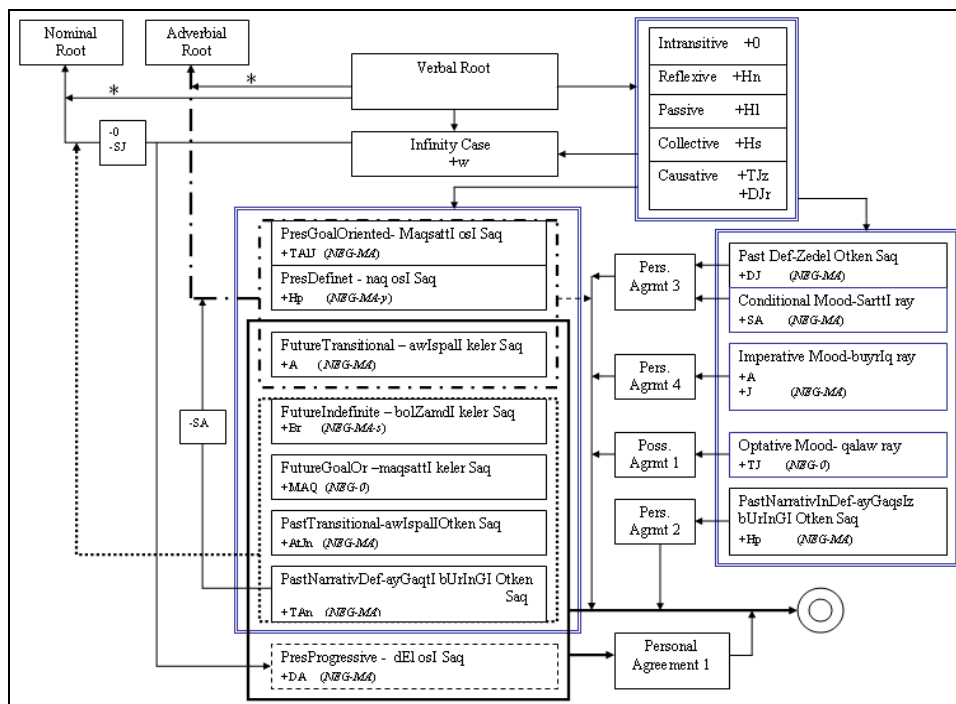 Nominal
Root
Adverbial
Root
*
*
Verbal Root
Infinity Case
+w
-0
-SJ
Intransitive +0
Reflexive +Hn
Passive +Hl
Collective +Hs
Causative +TJz
+DJr
PresGoalOriented- MaqsattI osI Saq
+TAlJ (NEG-MA)
PresDefinet - naq osI Saq
+Hp (NEG-MA-y)
FutureTransitional – awIspalI keler Saq
+A (NEG-MA)
FutureIndefinite – bolZamdI keler Saq
+Er (NEG-MA-s)
FutureGoalOr –maqsattI keler Saq
+MAQ (NEG-0)
PastTransitional-awIspalIOtken Saq
+AtJn (NEG-MA)
PastNarrativDef-ayGaqtI bUrInGI Otken
Saq
+TAn (NEG-MA)
PresProgressive - dEl osI Saq
+DA (NEG-MA)
-SA
Pers.
Agrmt 3
Pers.
Agrmt 4
Poss.
Agrmt 1
Pers.
Agrmt 2
Personal
Agreement 1
Past Def-Zedel Otken Saq
+DJ (NEG-MA)
Conditional Mood-SarttI ray
+SA (NEG-MA)
Imperative Mood-buyrIq ray
+A
+J (NEG-MA)
Optative Mood- qalaw ray
+TJ (NEG-0)
PastNarrativInDef-ayGaqsIz
bUrInGI Otken Saq
+Hp (NEG-MA)